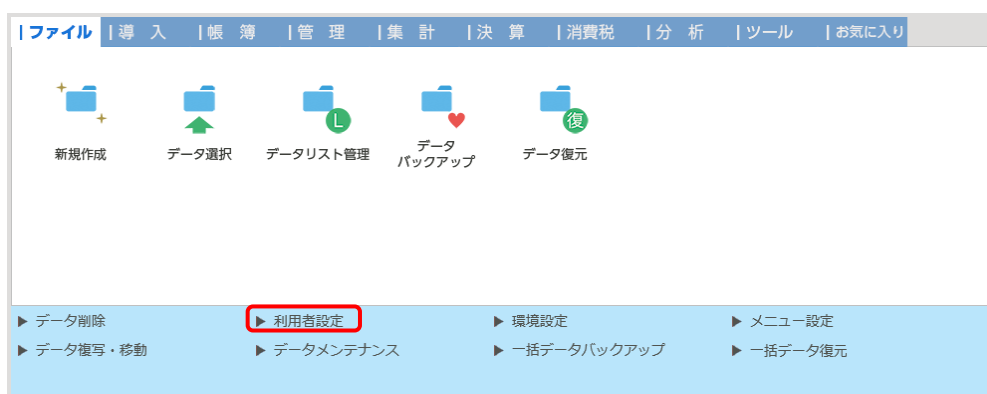 |ファイル |導 入 |帳 簿 |管 理 |集 計 |決 算 |消費税 |分 析 |ツール |お気に入り
L 復
新規作成 データ選択 データリスト管理 データ データ復元
バックアップ
▶ データ削除 ▶ 利用者設定 ▶ 環境設定 ▶ メニュー設定
▶ データ複写・移動 ▶ データメンテナンス ▶ 一括データバックアップ ▶ 一括データ復元